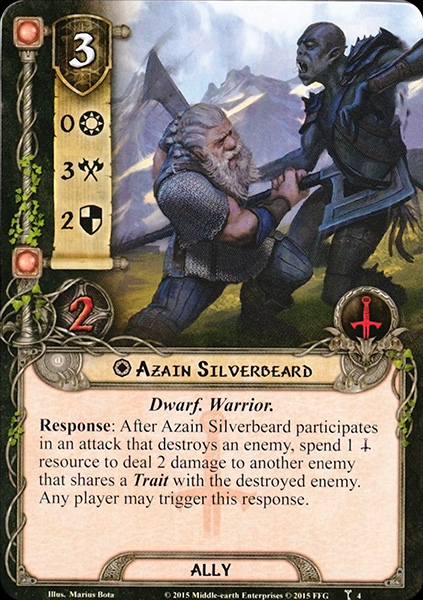 3
0
3
2
2
Azain Silverbeard
Dwarf. Warrior.
Response: After Azain Silverbeard participates
in an attack that destroys an enemy, spend 1
resource to deal 2 damage to another enemy
that shares a Trait with the destroyed enemy.
Any player may trigger this response.
ALLY
Illus. Marius Bota
© 2015 Middle-earth Enterprises © 2015 FFG
4